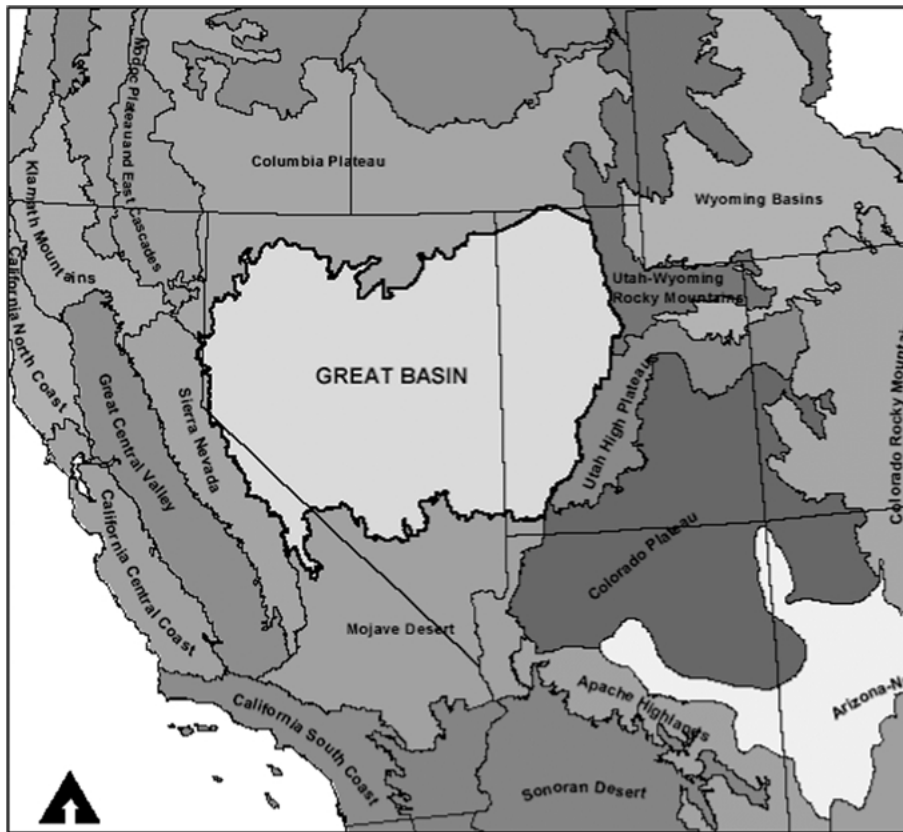 Modoc Plateau and East Cascades
Columbia Plateau
Klamath Mountains
Wyoming Basins
California North Coast
Utah-Wyoming
Rocky Mountains
GREAT BASIN
Great Central Valley
Sierra Nevada
Utah High Plateau
Colorado Rocky Mountai
California Central Coast
Colorado Plateau
Mojave Desert
Apache Highlands
Arizona-N
California South Coast
Sonoran Desert